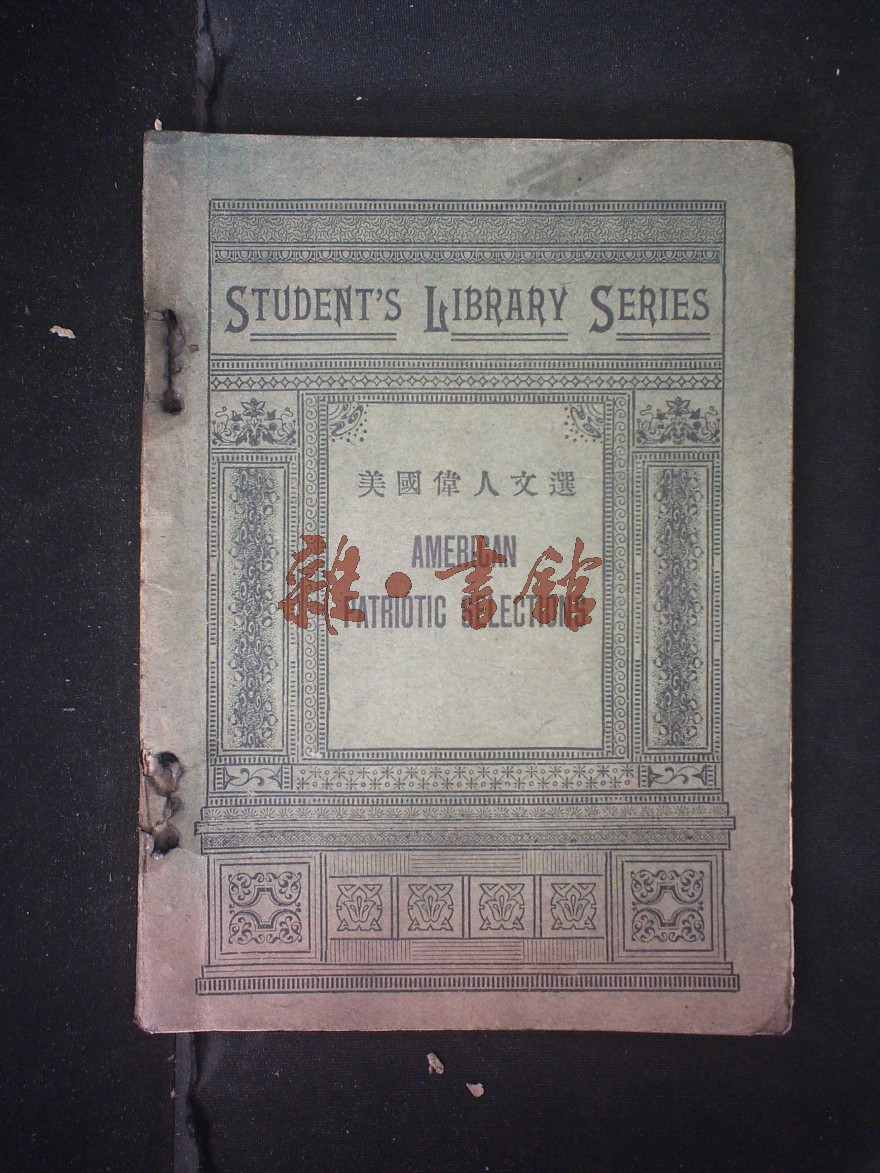 STUDENT'S LIBRARY SERIES
美國偉人文選
AMERICAN
PATRIOTIC SELECTIONS
雜·書館